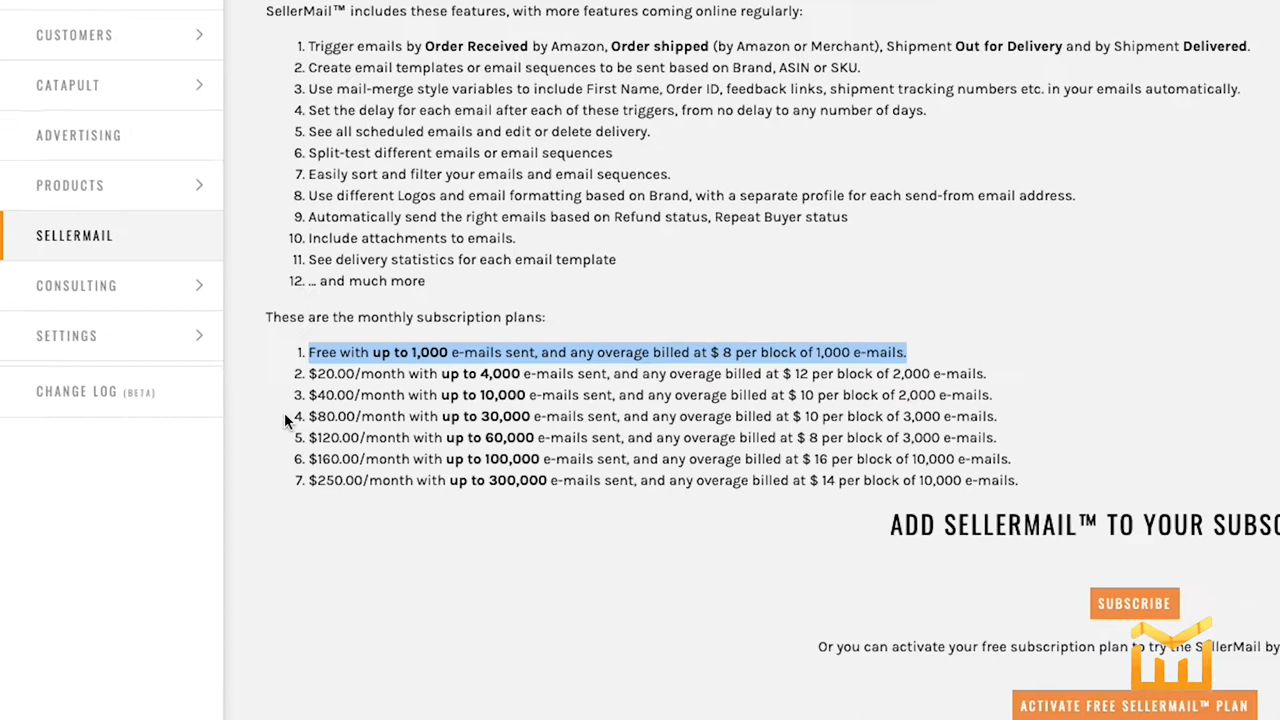 CUSTOMERS
CATAPULT
ADVERTISING
PRODUCTS
SELLERMAIL
CONSULTING
SETTINGS
CHANGE LOG (BETA)
SellerMail™ includes these features, with more features coming online regularly:
1. Trigger emails by Order Received by Amazon, Order shipped (by Amazon or Merchant), Shipment Out for Delivery and by Shipment Delivered.
2. Create email templates or email sequences to be sent based on Brand, ASIN or SKU.
3. Use mail-merge style variables to include First Name, Order ID, feedback links, shipment tracking numbers etc. in your emails automatically.
4. Set the delay for each email after each of these triggers, from no delay to any number of days.
5. See all scheduled emails and edit or delete delivery.
6. Split-test different emails or email sequences
7. Easily sort and filter your emails and email sequences.
8. Use different Logos and email formatting based on Brand, with a separate profile for each send-from email address.
9. Automatically send the right emails based on Refund status, Repeat Buyer status
10. Include attachments to emails.
11. See delivery statistics for each email template
12. ... and much more
These are the monthly subscription plans:
1. Free with up to 1,000 e-mails sent, and any overage billed at $ 8 per block of 1,000 e-mails.
2. $20.00/month with up to 4,000 e-mails sent, and any overage billed at $ 12 per block of 2,000 e-mails.
3. $40.00/month with up to 10,000 e-mails sent, and any overage billed at $ 10 per block of 2,000 e-mails.
4. $80.00/month with up to 30,000 e-mails sent, and any overage billed at $ 10 per block of 3,000 e-mails.
5. $120.00/month with up to 60,000 e-mails sent, and any overage billed at $ 8 per block of 3,000 e-mails.
6. $160.00/month with up to 100,000 e-mails sent, and any overage billed at $ 16 per block of 10,000 e-mails.
7. $250.00/month with up to 300,000 e-mails sent, and any overage billed at $ 14 per block of 10,000 e-mails.
ADD SELLERMAIL™ TO YOUR SUBSC
SUBSCRIBE
Or you can activate your free subscription plan to try the SellerMail by
ACTIVATE FREE SELLERMAIL™ PLAN